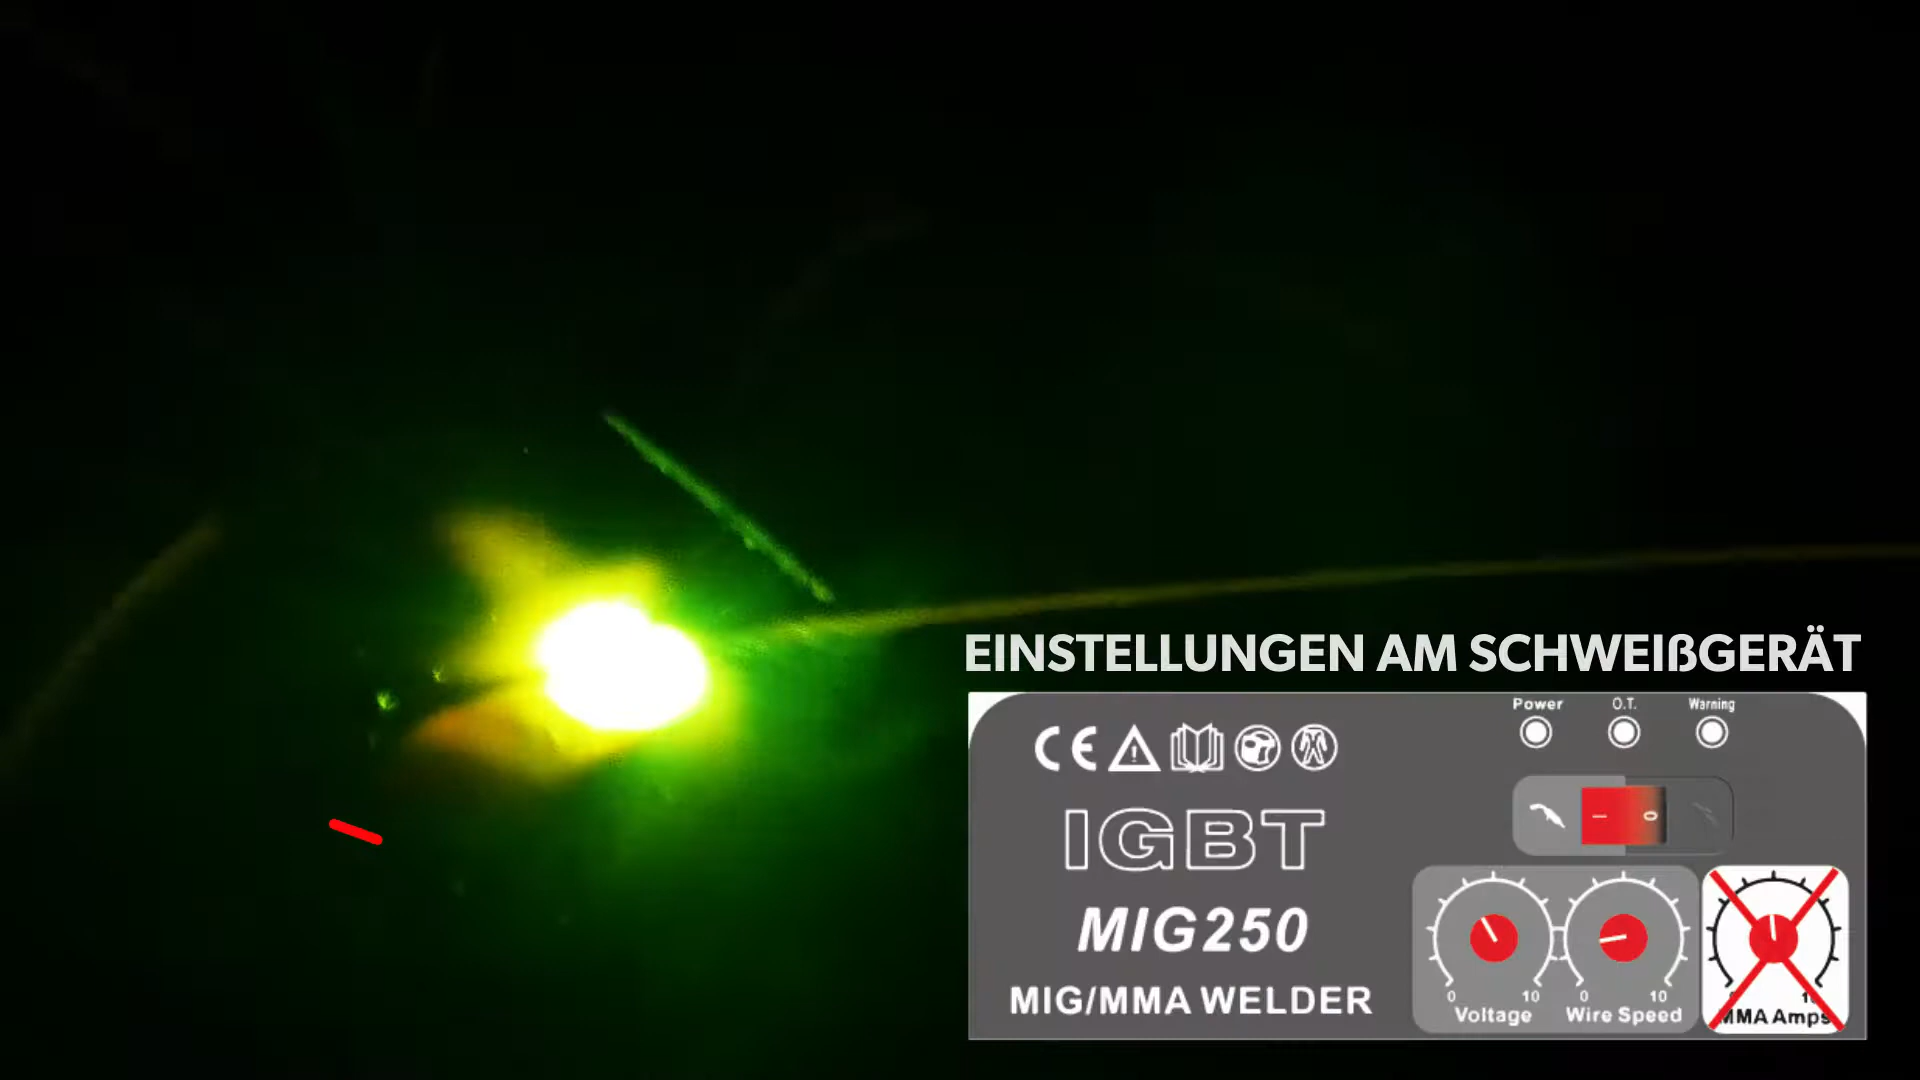 EINSTELLUNGEN AM SCHWEIßGERÄT
Power O.T. Warning
CE
IGBT
I 0
MIG250
MIG/MMA WELDER
0 10 0 10
Voltage Wire Speed MMA Amps